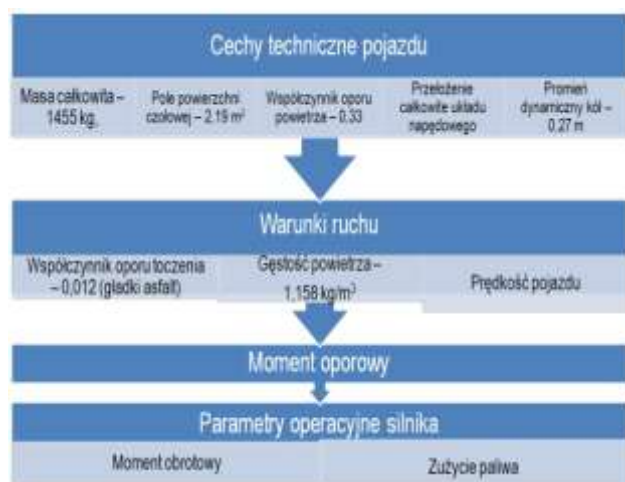 Cechy techniczne pojazdu
Masa całkowita –
1455 kg,
Pole powierzchni
czołowej – 2.19 m²
Współczynnik oporu
powietrza – 0.33
Przełożenie
całkowite układu
napędowego
Promień
dynamiczny kół –
0,27 m
Warunki ruchu
Współczynnik oporu toczenia
– 0,012 (gładki asfalt)
Gęstość powietrza –
1,158 kg/m³
Prędkość pojazdu
Moment oporowy
Parametry operacyjne silnika
Moment obrotowy
Zużycie paliwa